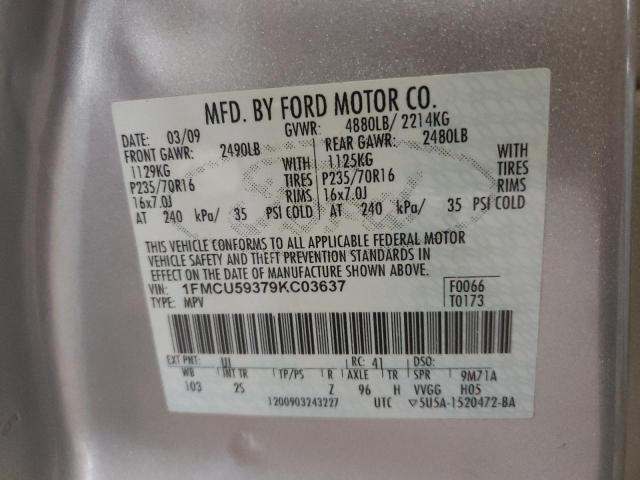 MFD. BY FORD MOTOR CO.
DATE: 03/09 GVWR: 4880LB/ 2214KG
FRONT GAWR: 2490LB REAR GAWR: 2480LB
1129KG WITH 1125KG WITH
P235/70R16 TIRES P235/70R16 TIRES
16x7.0J RIMS 16x7.0J RIMS
AT 240 kPa/ 35 PSI COLD AT 240 kPa/ 35 PSI COLD
THIS VEHICLE CONFORMS TO ALL APPLICABLE FEDERAL MOTOR
VEHICLE SAFETY AND THEFT PREVENTION STANDARDS IN
EFFECT ON THE DATE OF MANUFACTURE SHOWN ABOVE.
VIN: 1FMCU59379KC03637 F0066
TYPE: MPV T0173
EXT PNT: UI RC: 41 DSO:
WB INT TR TP/PS R AXLE TR SPR 9M71A
103 2S Z 96 H VVGG H05
1200903243227 UTC ▽5U5A-1520472-BA